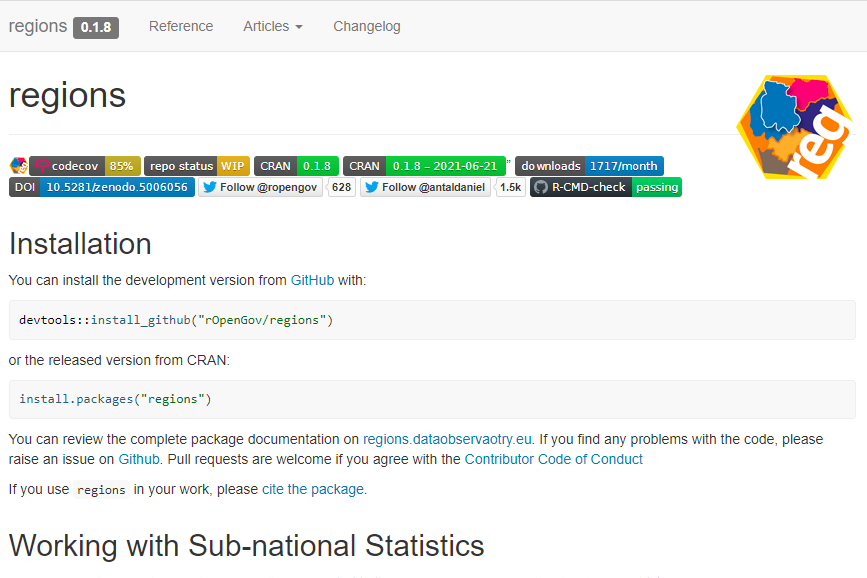 regions 0.1.8 Reference Articles Changelog
regions
reg
codecov 85% repo status WIP CRAN 0.1.8 CRAN 0.1.8 – 2021-06-21 " downloads 1717/month
DOI 10.5281/zenodo.5006056 Follow @ropengov 628 Follow @antaldaniel 1.5k R-CMD-check passing
Installation
You can install the development version from GitHub with:
devtools::install_github("rOpenGov/regions")
or the released version from CRAN:
install.packages("regions")
You can review the complete package documentation on regions.dataobservaotry.eu. If you find any problems with the code, please
raise an issue on Github. Pull requests are welcome if you agree with the Contributor Code of Conduct
If you use regions in your work, please cite the package.
Working with Sub-national Statistics